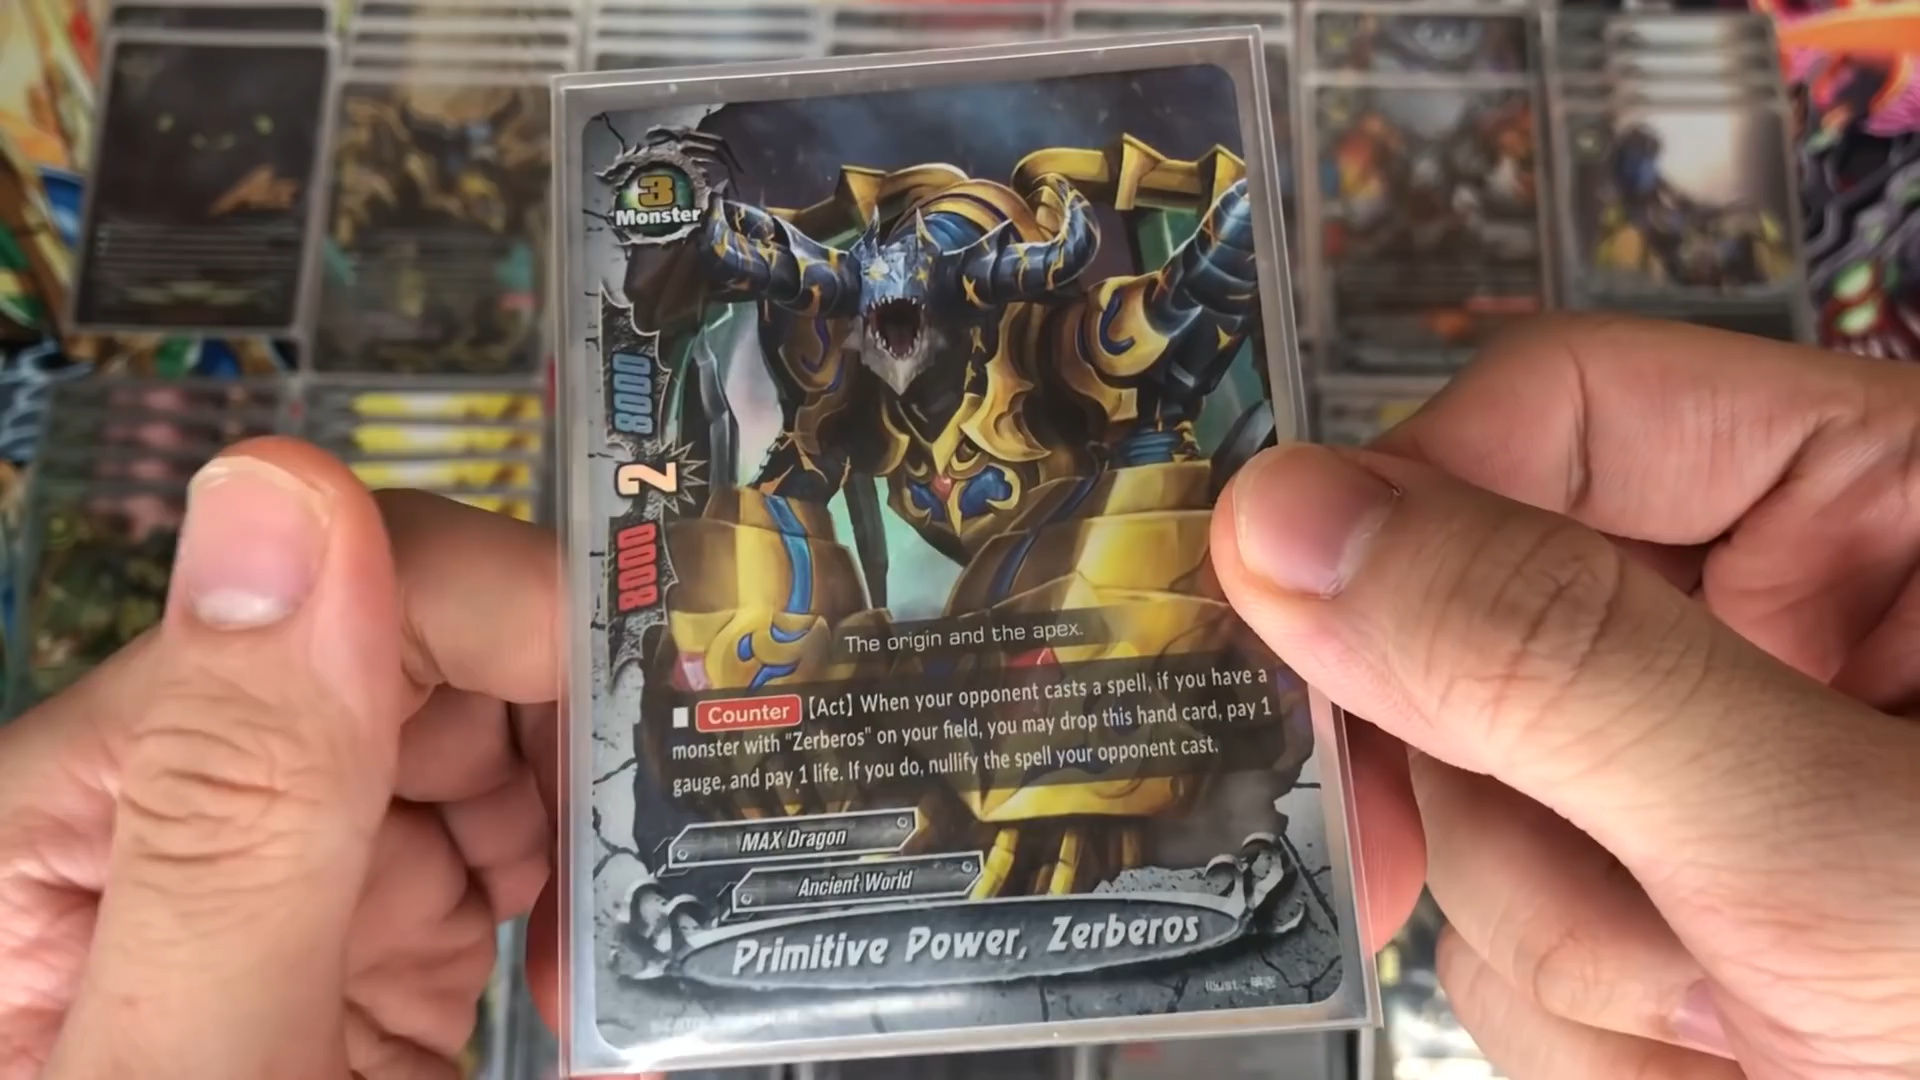 3
Monster
8000
2
8000
The origin and the apex.
Counter 【Act】 When your opponent casts a spell, if you have a
monster with "Zerberos" on your field, you may drop this hand card, pay 1
gauge, and pay 1 life. If you do, nullify the spell your opponent cast.
MAX Dragon
Ancient World
Primitive Power, Zerberos
Illust.